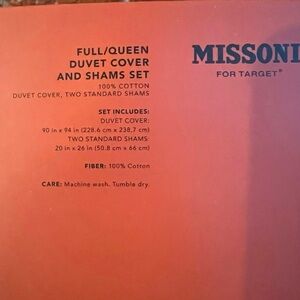 FULL/QUEEN
DUVET COVER
AND SHAMS SET
100% COTTON
DUVET COVER, TWO STANDARD SHAMS
SET INCLUDES:
DUVET COVER:
90 in x 94 in (228.6 cm x 238.7 cm)
TWO STANDARD SHAMS:
20 in x 26 in (50.8 cm x 66 cm)
FIBER: 100% Cotton
CARE: Machine wash. Tumble dry.
MISSONI
FOR TARGET®